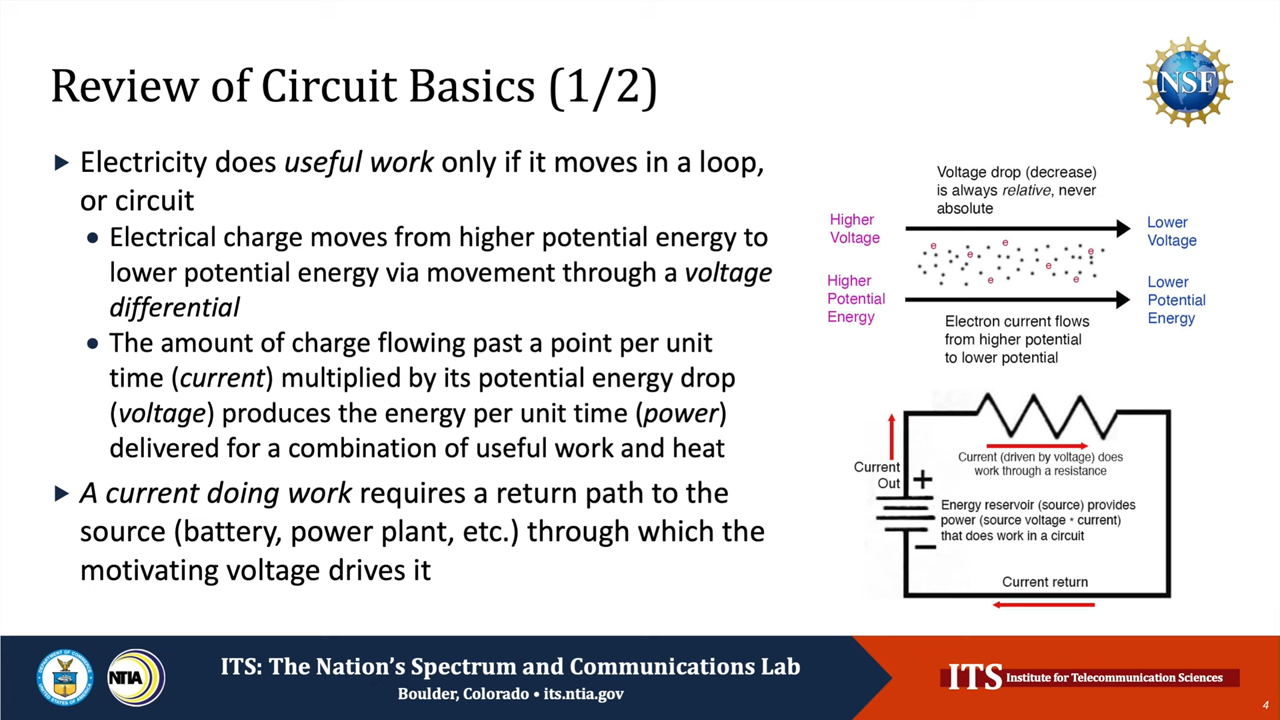 Review of Circuit Basics (1/2)
NSF
▶ Electricity does useful work only if it moves in a loop,
or circuit
• Electrical charge moves from higher potential energy to
lower potential energy via movement through a voltage
differential
• The amount of charge flowing past a point per unit
time (current) multiplied by its potential energy drop
(voltage) produces the energy per unit time (power)
delivered for a combination of useful work and heat
▶ A current doing work requires a return path to the
source (battery, power plant, etc.) through which the
motivating voltage drives it
Voltage drop (decrease)
is always relative, never
absolute
Higher
Voltage
Lower
Voltage
e e e e e e e
Higher
Potential
Energy
Lower
Potential
Energy
Electron current flows
from higher potential
to lower potential
Current (driven by voltage) does
work through a resistance
Current
Out
+
Energy reservoir (source) provides
power (source voltage * current)
that does work in a circuit
−
Current return
NTIA
ITS: The Nation's Spectrum and Communications Lab
Boulder, Colorado • its.ntia.gov
ITS Institute for Telecommunication Sciences
4